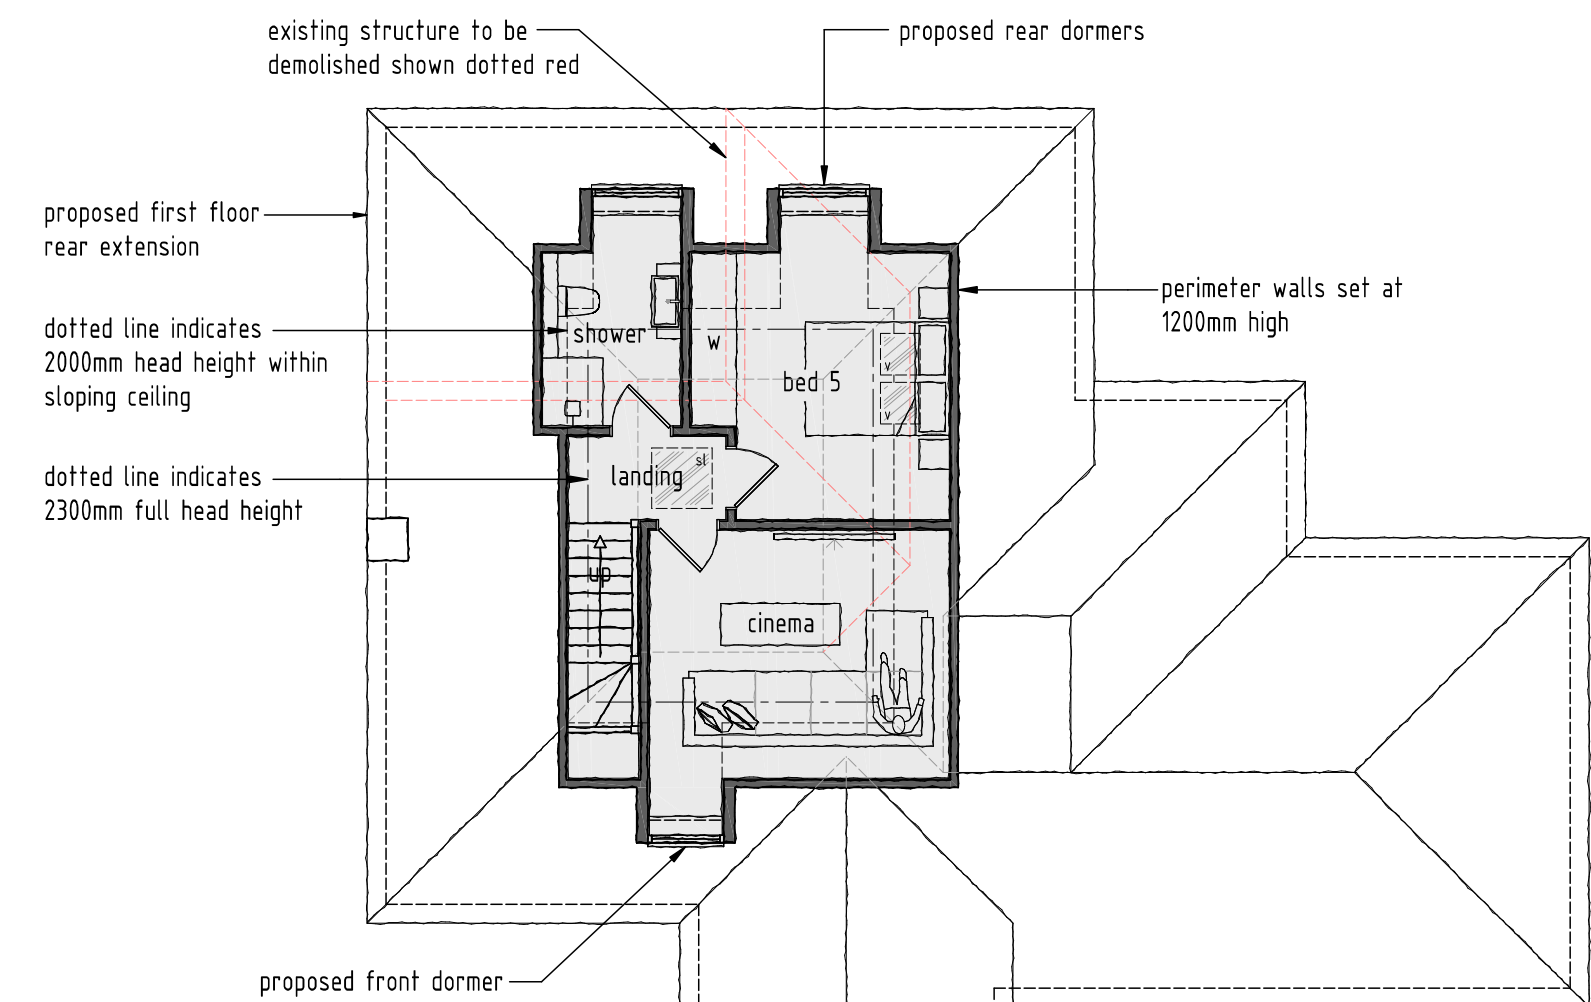 existing structure to be
demolished shown dotted red
proposed rear dormers
proposed first floor
rear extension
perimeter walls set at
1200mm high
dotted line indicates
2000mm head height within
sloping ceiling
dotted line indicates
2300mm full head height
shower
w
bed 5
v
v
sl
landing
up
cinema
proposed front dormer